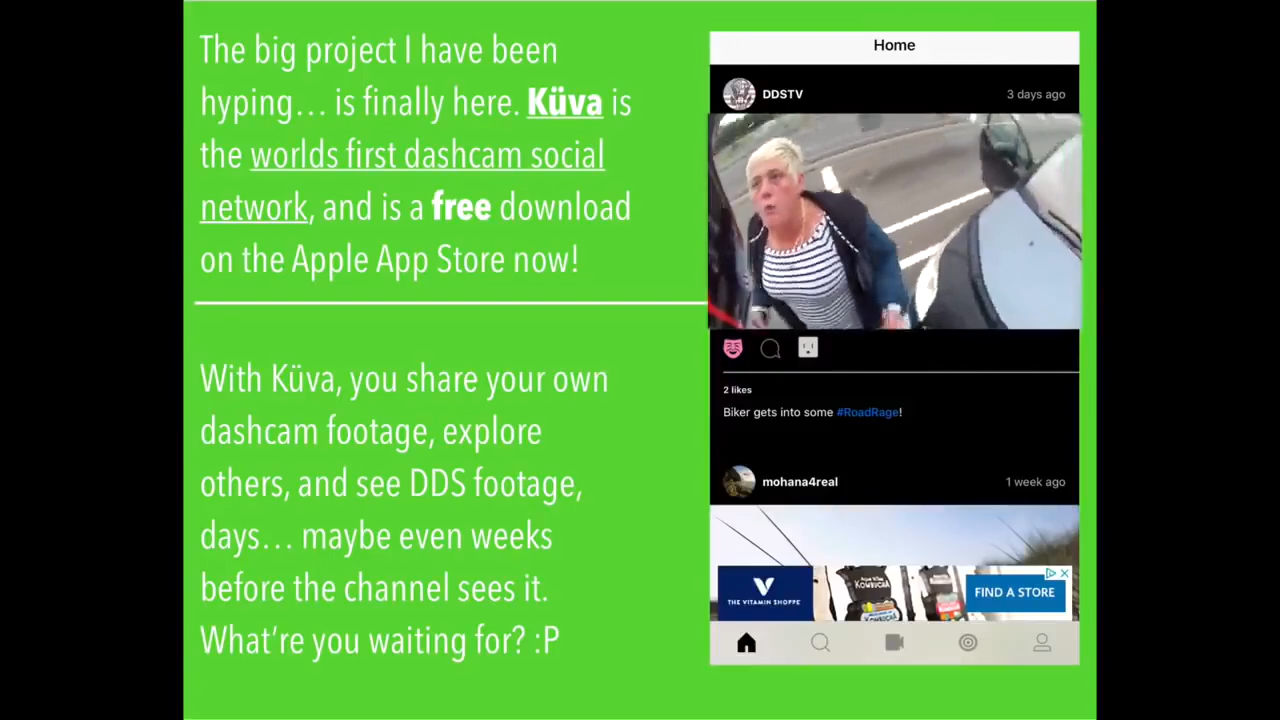 The big project I have been
hyping… is finally here. Küva is
the worlds first dashcam social
network, and is a free download
on the Apple App Store now!
With Küva, you share your own
dashcam footage, explore
others, and see DDS footage,
days… maybe even weeks
before the channel sees it.
What’re you waiting for? :P
Home
DDSTV
3 days ago
2 likes
Biker gets into some #RoadRage!
mohana4real
1 week ago
THE VITAMIN SHOPPE
KOMBUCHA
KOMBUCHA
FIND A STORE